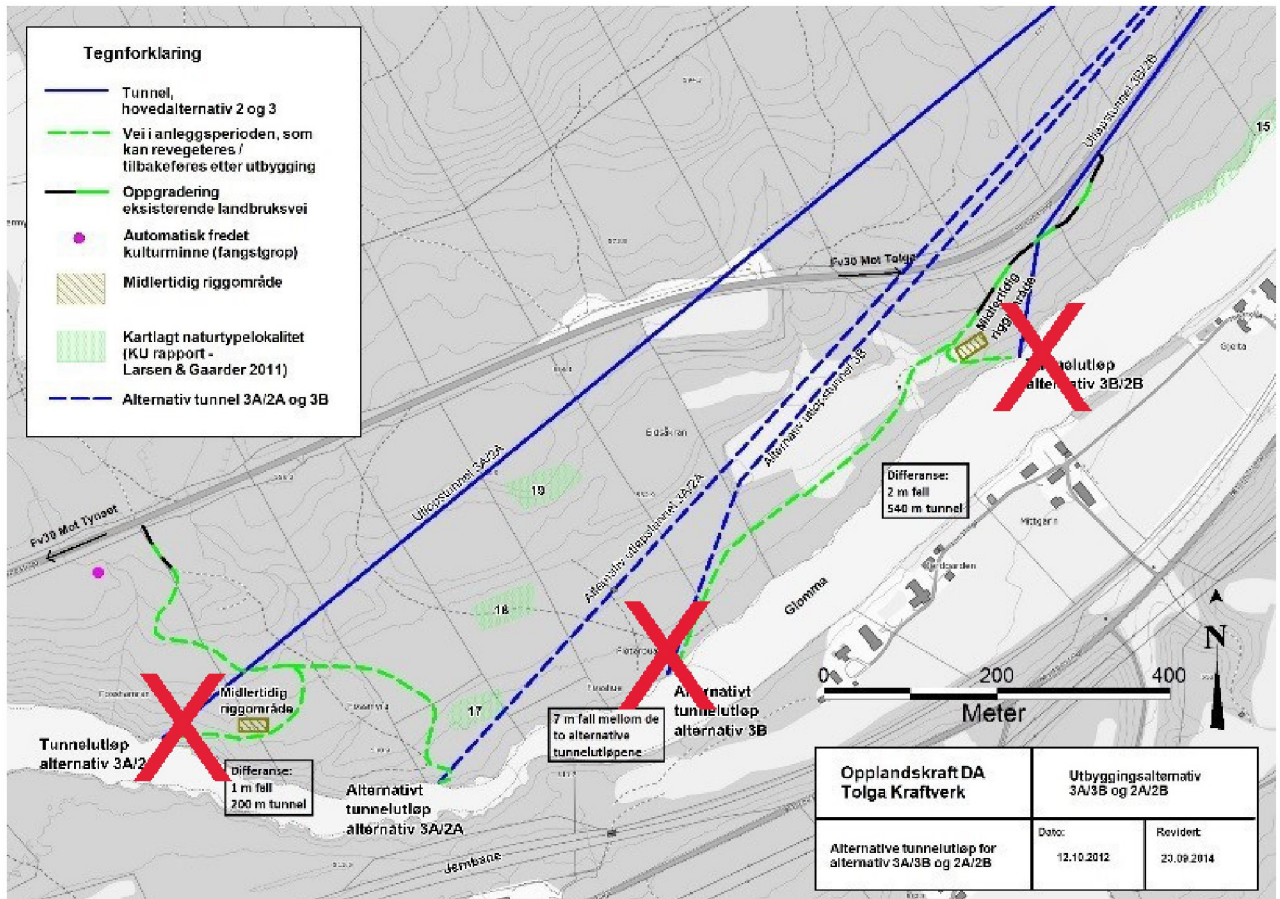 Tegnforklaring
Tunnel,
hovedalternativ 2 og 3
Vei i anleggsperioden, som
kan revegeteres /
tilbakeføres etter utbygging
Oppgradering
eksisterende landbruksvei
Automatisk fredet
kulturminne (fangstgrop)
Midlertidig riggområde
Kartlagt naturtypelokalitet
(KU rapport -
Larsen & Gaarder 2011)
Alternativ tunnel 3A/2A og 3B
Utløpstunnel 3B/2B
15
Fv30 Mot Tolga
Midlertidig
riggområde
Gjelta
Tunnelutløp
alternativ 3B/2B
Alternativ utløpstunnel 3B
Eidsåkran
Utløpstunnel 3A/2A
19
Differanse:
2 m fall
540 m tunnel
Mittgarin
Alternativ utløpstunnel 3A/2A
Fv30 Mot Tynset
18
Glomma
N
0 200 400
Meter
Midlertidig
riggområde
17
Alternativt
tunnelutløp
alternativ 3B
7 m fall mellom de
to alternative
tunnelutløpene
Tunnelutløp
alternativ 3A/2
Differanse:
1 m fall
200 m tunnel
Alternativt
tunnelutløp
alternativ 3A/2A
Jernbane
Opplandskraft DA
Tolga Kraftverk
Utbyggingsalternativ
3A/3B og 2A/2B
Alternative tunnelutløp for
alternativ 3A/3B og 2A/2B
Dato:
12.10.2012
Revidert:
23.09.2014